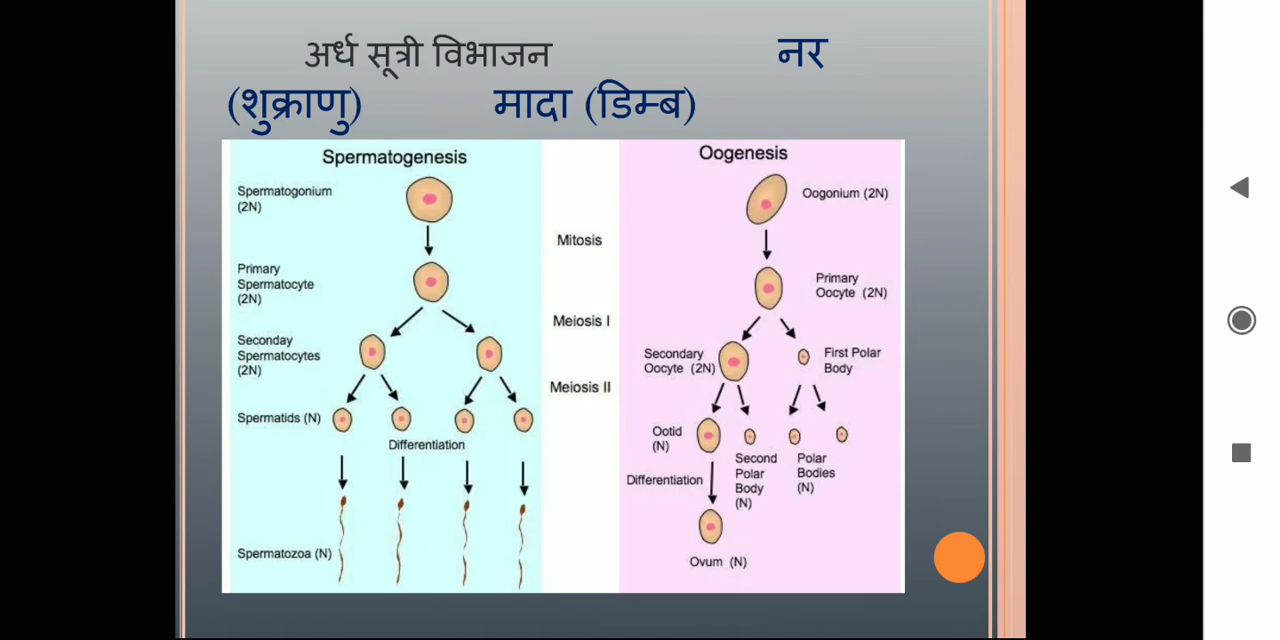 अर्ध सूत्री विभाजन नर
(शुक्राणु) मादा (डिम्ब)
Spermatogenesis
Spermatogonium
(2N)
Primary
Spermatocyte
(2N)
Seconday
Spermatocytes
(2N)
Spermatids (N)
Differentiation
Spermatozoa (N)
Mitosis
Meiosis I
Meiosis II
Oogenesis
Oogonium (2N)
Primary
Oocyte (2N)
Secondary
Oocyte (2N)
First Polar
Body
Ootid
(N)
Second
Polar
Body
(N)
Polar
Bodies
(N)
Differentiation
Ovum (N)